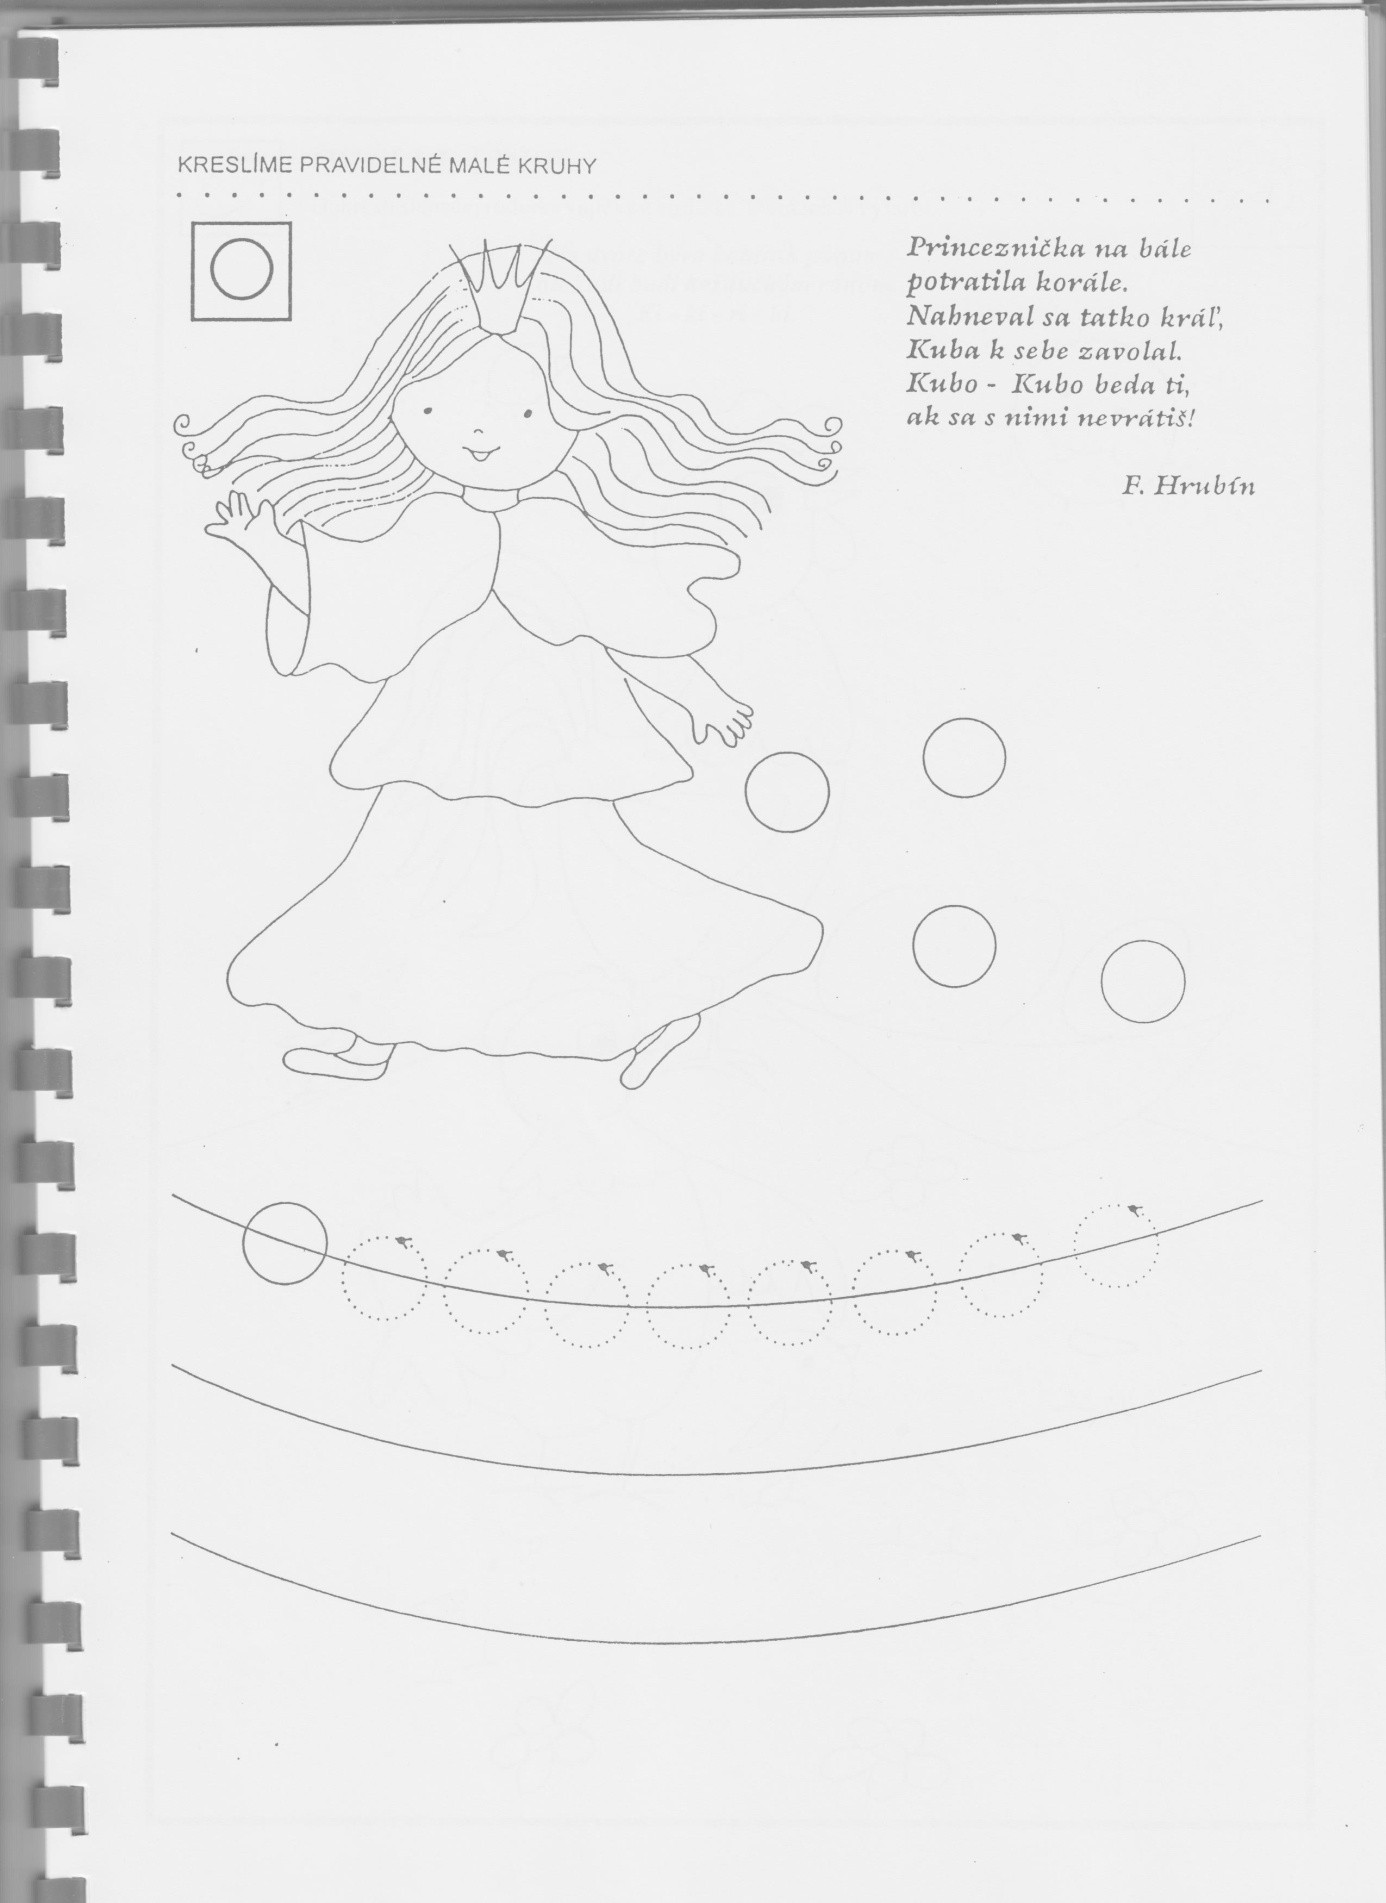 KRESLÍME PRAVIDELNÉ MALÉ KRUHY
Princeznička na bále
potratila korále.
Nahneval sa tatko kráľ,
Kuba k sebe zavolal.
Kubo - Kubo beda ti,
ak sa s nimi nevrátiš!
F. Hrubín